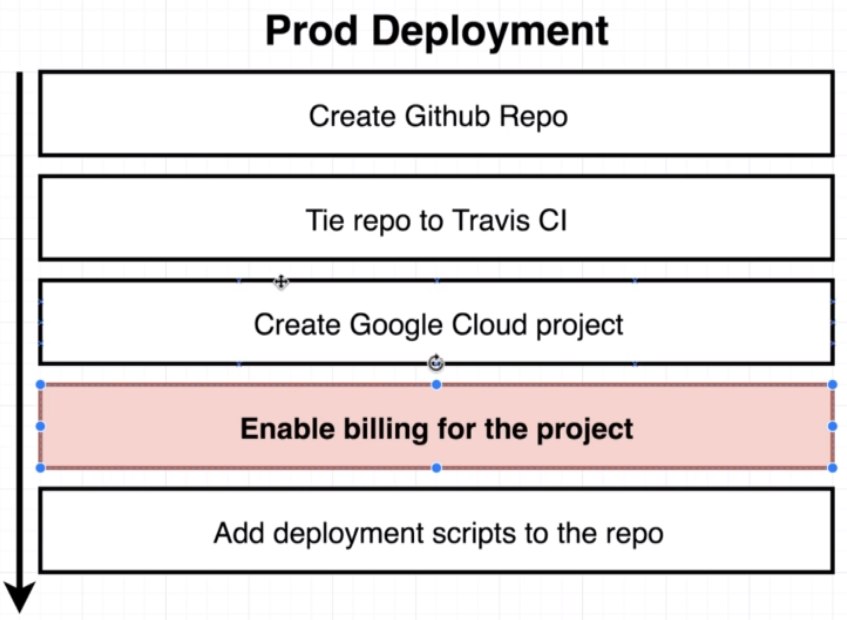 Prod Deployment
Create Github Repo
Tie repo to Travis CI
Create Google Cloud project
Enable billing for the project
Add deployment scripts to the repo